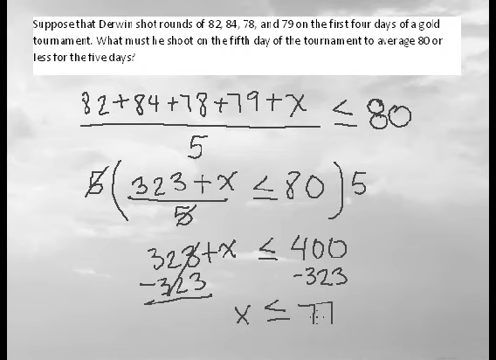 Suppose that Derwin shot rounds of 82, 84, 78, and 79 on the first four days of a gold
tournament. What must he shoot on the fifth day of the tournament to average 80 or
less for the five days?
82+84+78+79+x ≤ 80
5
5(323+x ≤ 80)5
5
323+x ≤ 400
-323 -323
x ≤ 77